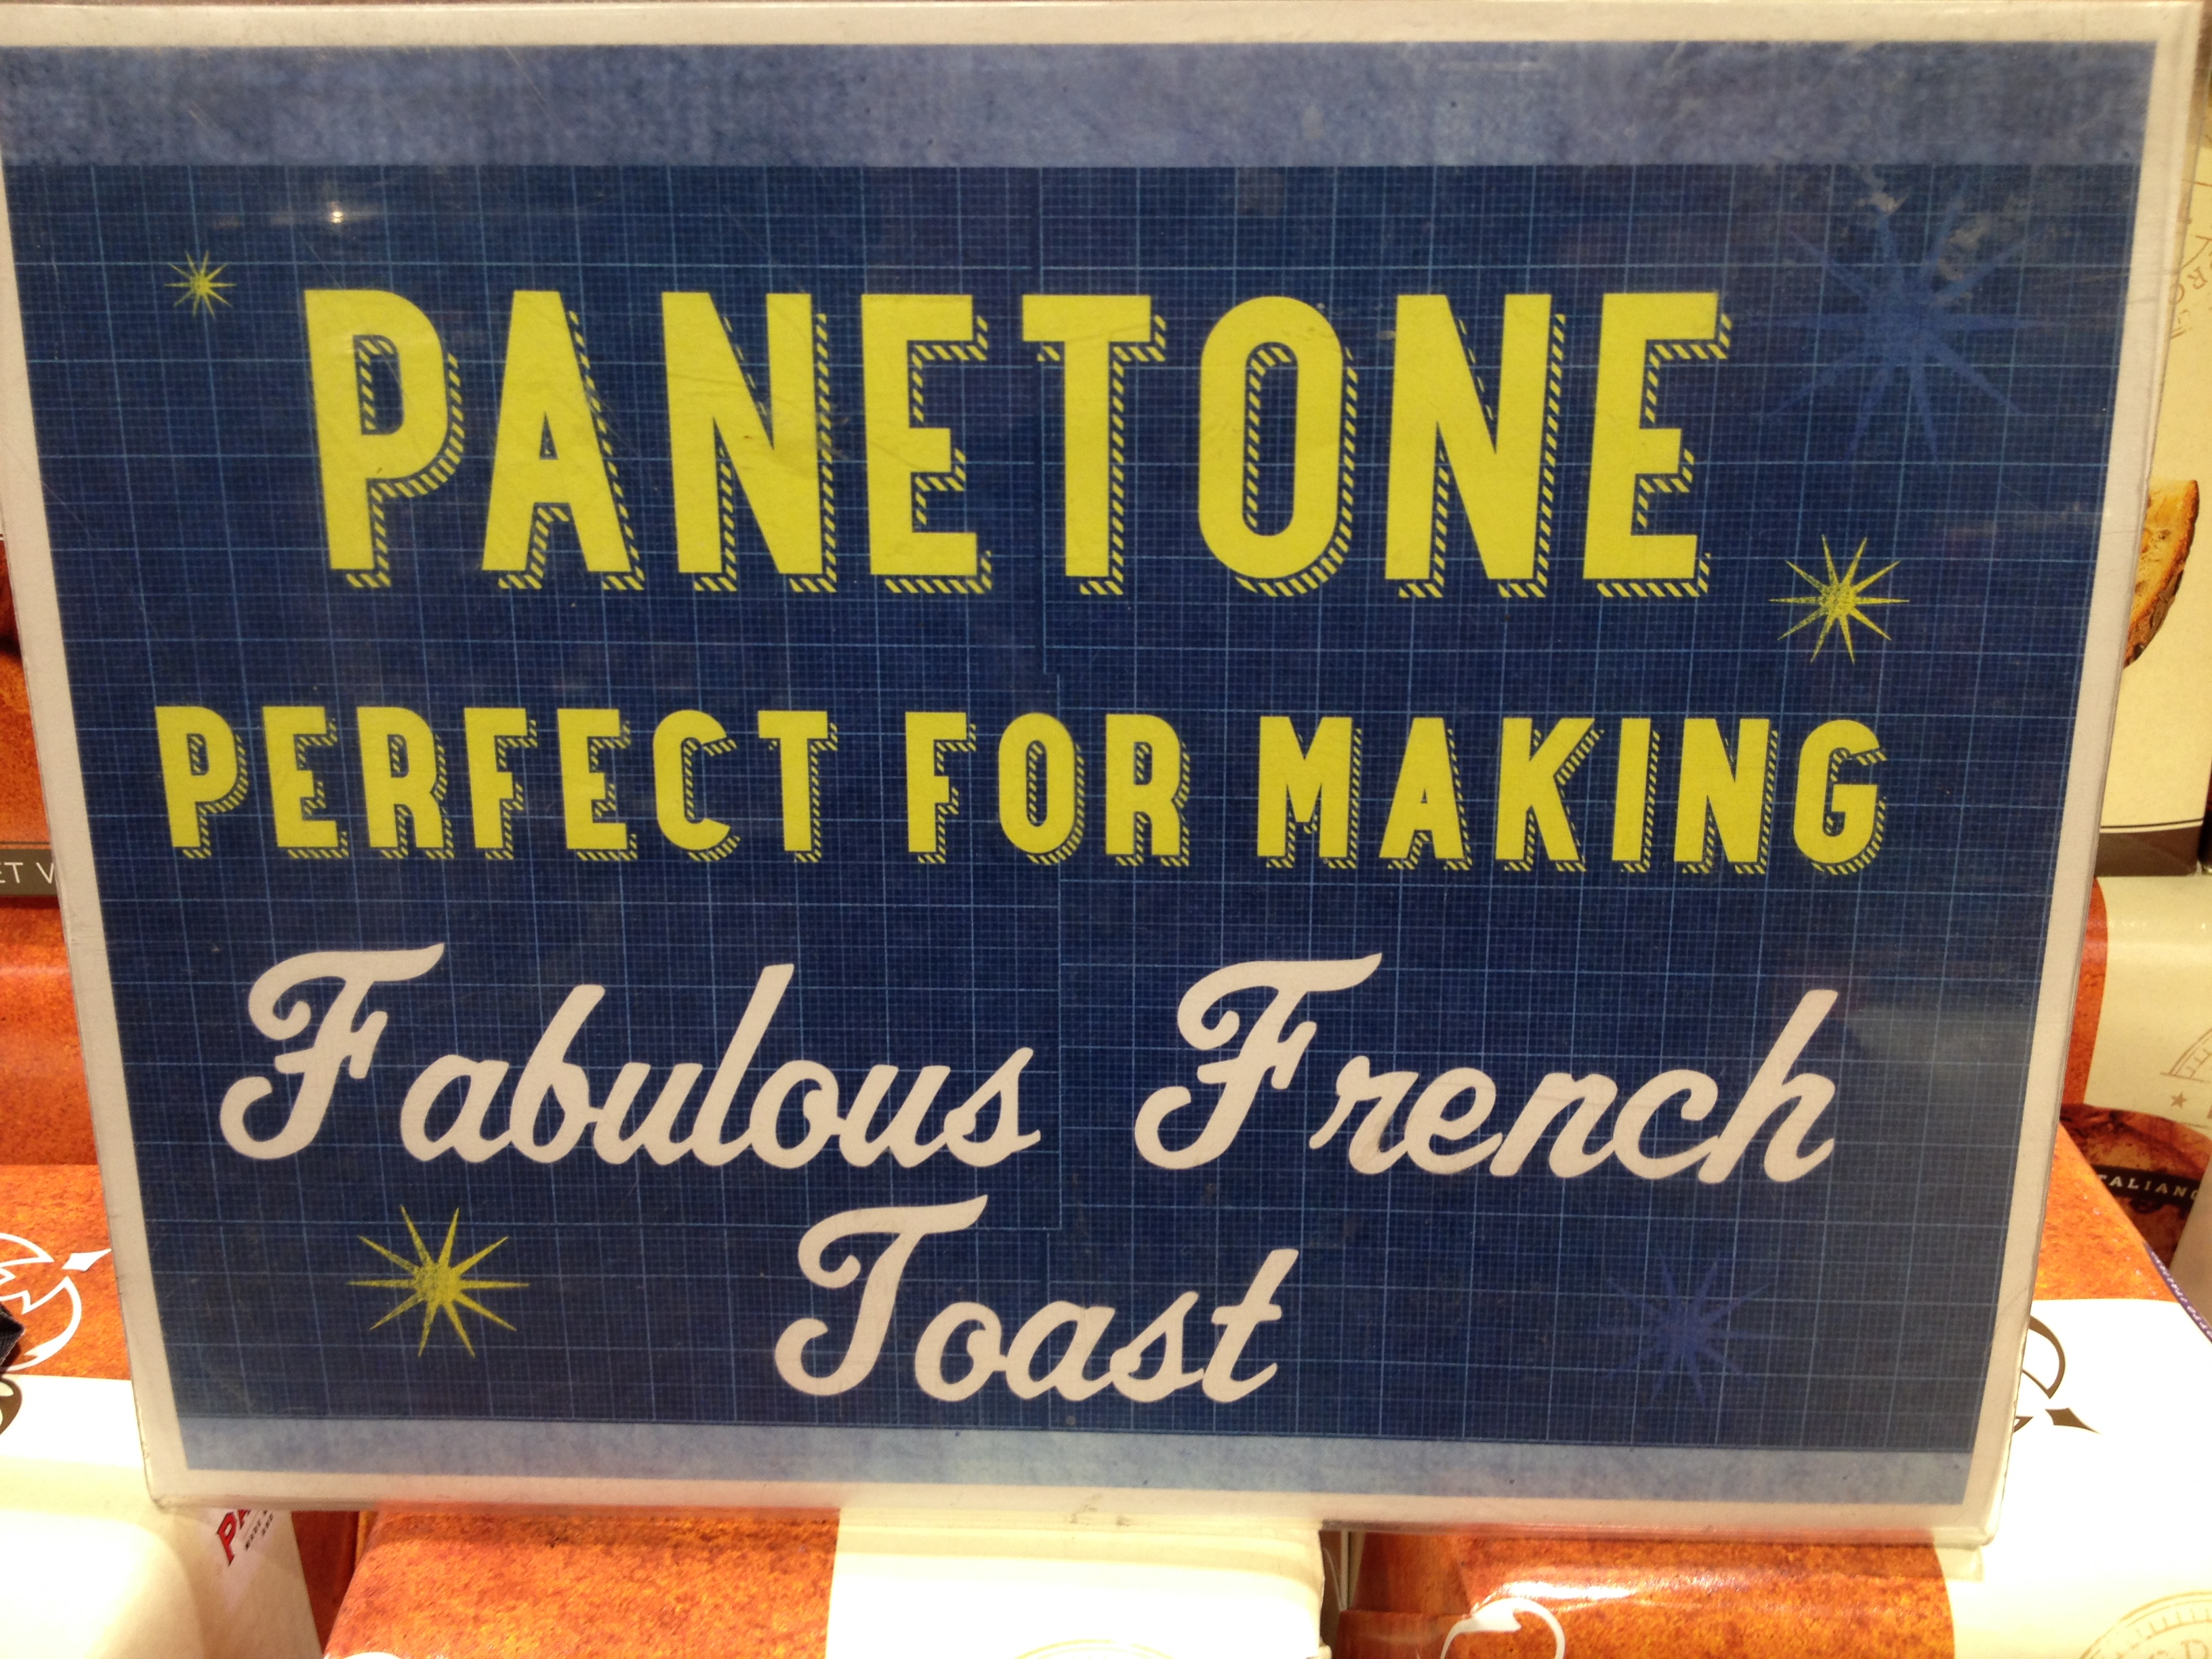 PANETONE
PERFECT FOR MAKING
Fabulous French
Toast